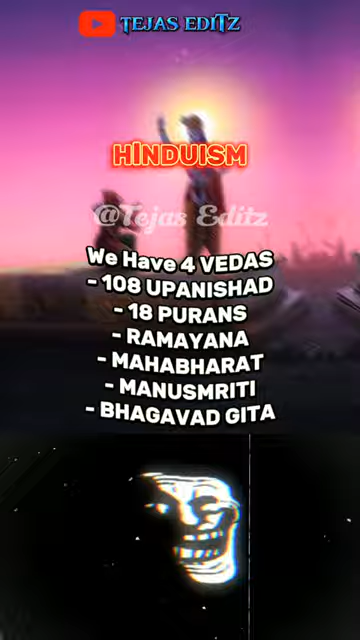 TEJAS EDITZ
HINDUISM
@Tejas Editz
We Have 4 VEDAS
- 108 UPANISHAD
- 18 PURANS
- RAMAYANA
- MAHABHARAT
- MANUSMRITI
- BHAGAVAD GITA